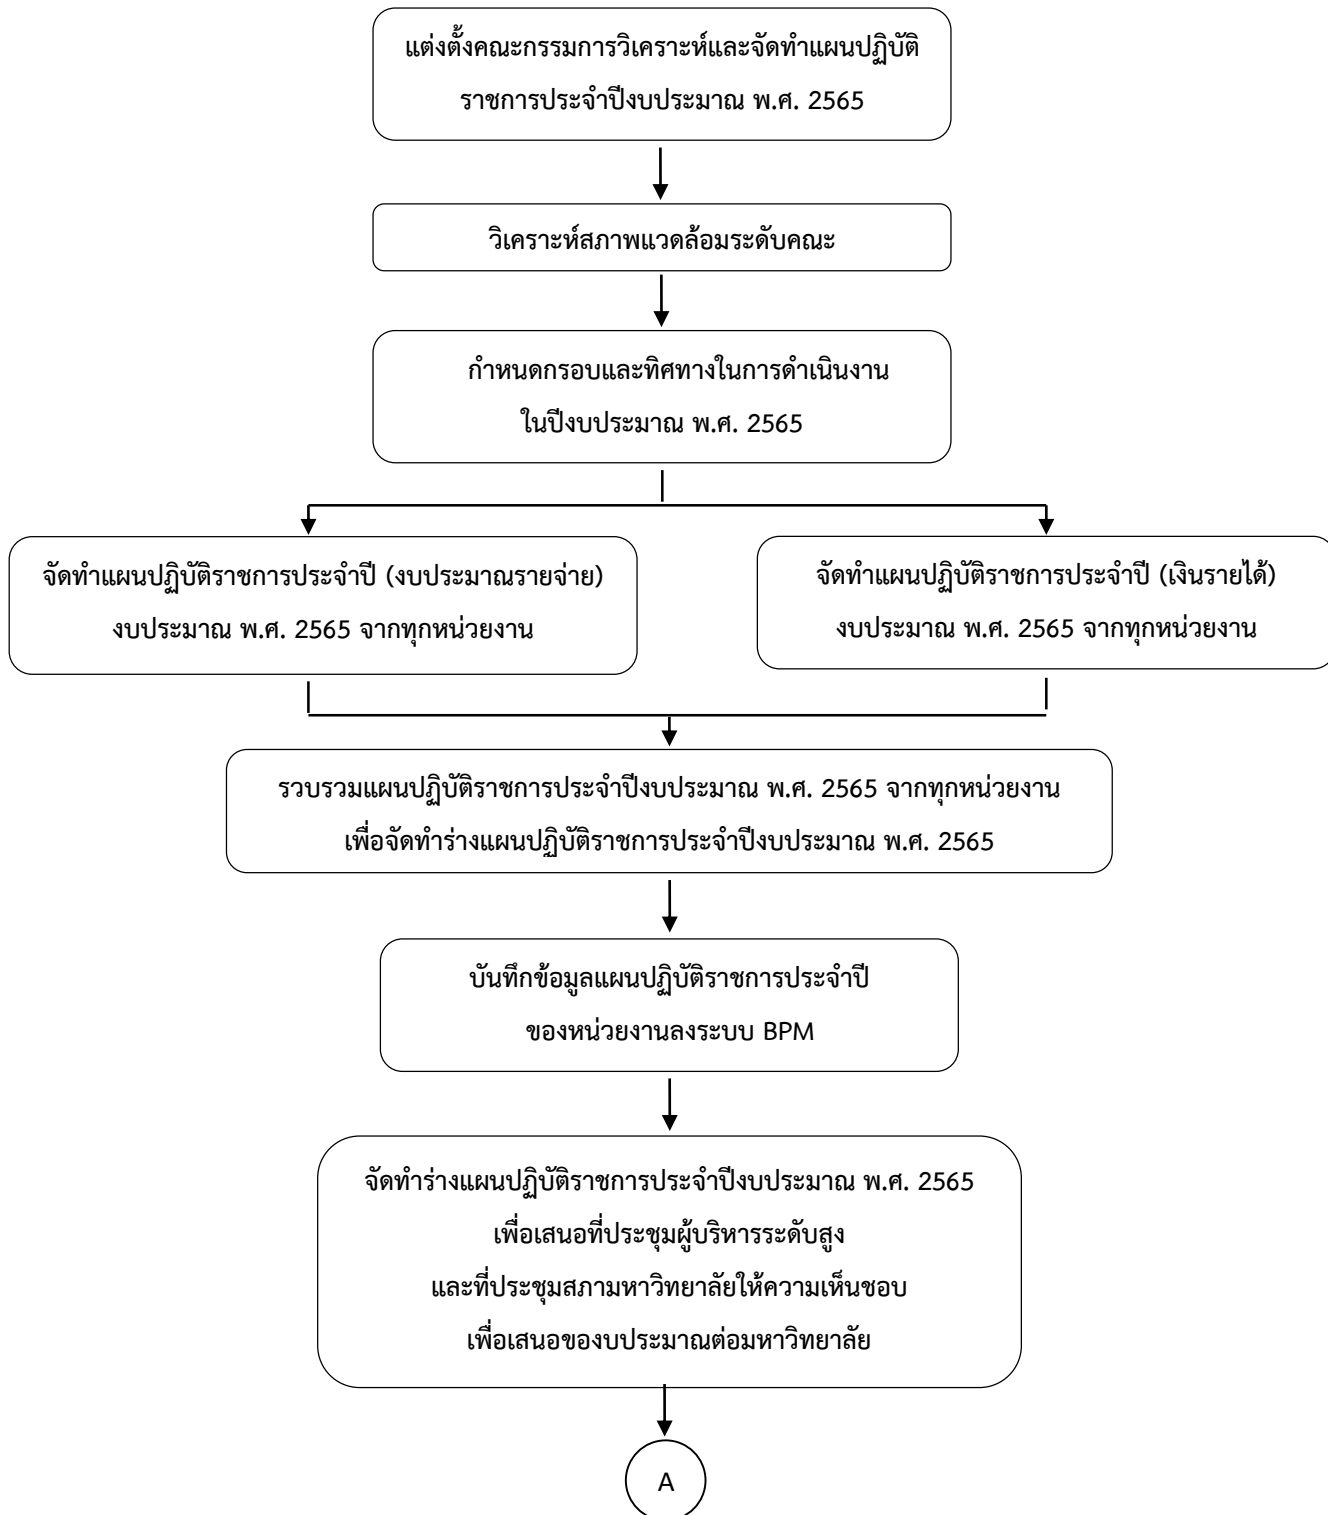 แต่งตั้งคณะกรรมการวิเคราะห์และจัดทำแผนปฏิบัติ
ราชการประจำปีงบประมาณ พ.ศ. 2565
วิเคราะห์สภาพแวดล้อมระดับคณะ
กำหนดกรอบและทิศทางในการดำเนินงาน
ในปีงบประมาณ พ.ศ. 2565
จัดทำแผนปฏิบัติราชการประจำปี (งบประมาณรายจ่าย)
งบประมาณ พ.ศ. 2565 จากทุกหน่วยงาน
จัดทำแผนปฏิบัติราชการประจำปี (เงินรายได้)
งบประมาณ พ.ศ. 2565 จากทุกหน่วยงาน
รวบรวมแผนปฏิบัติราชการประจำปีงบประมาณ พ.ศ. 2565 จากทุกหน่วยงาน
เพื่อจัดทำร่างแผนปฏิบัติราชการประจำปีงบประมาณ พ.ศ. 2565
บันทึกข้อมูลแผนปฏิบัติราชการประจำปี
ของหน่วยงานลงระบบ BPM
จัดทำร่างแผนปฏิบัติราชการประจำปีงบประมาณ พ.ศ. 2565
เพื่อเสนอที่ประชุมผู้บริหารระดับสูง
และที่ประชุมสภามหาวิทยาลัยให้ความเห็นชอบ
เพื่อเสนอของบประมาณต่อมหาวิทยาลัย
A